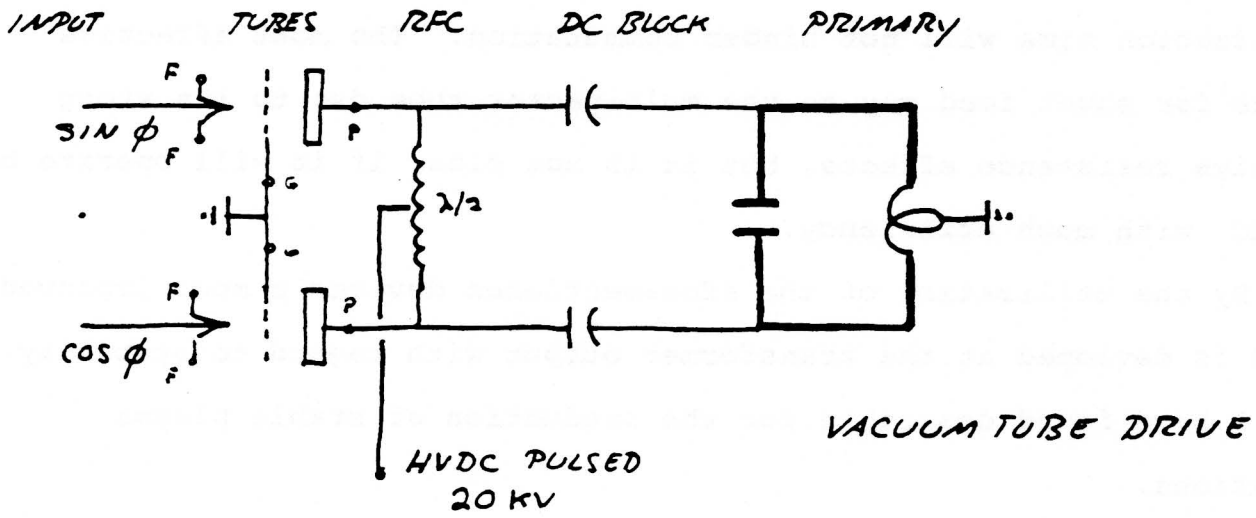 INPUT TUBES RFC DC BLOCK PRIMARY
F
SIN φ
F
P
G
λ/2
G
F
P
COS φ
F
VACUUM TUBE DRIVE
HVDC PULSED
20 KV